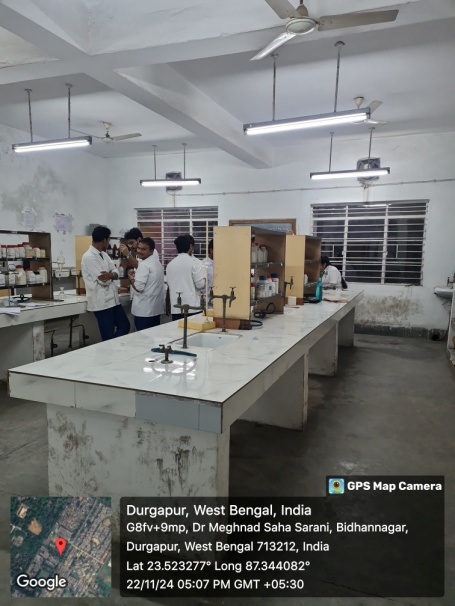 GPS Map Camera
Durgapur, West Bengal, India
G8fv+9mp, Dr Meghnad Saha Sarani, Bidhannagar,
Durgapur, West Bengal 713212, India
Lat 23.523277° Long 87.344082°
22/11/24 05:07 PM GMT +05:30
Google